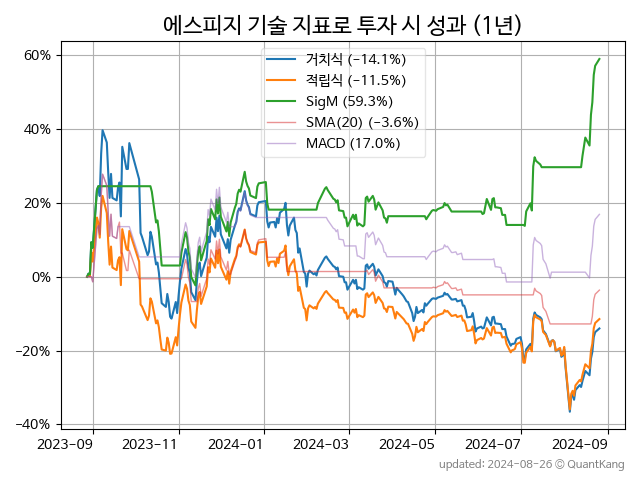 에스피지 기술 지표로 투자 시 성과 (1년)
거치식 (−14.1%)
적립식 (−11.5%)
SigM (59.3%)
SMA(20) (−3.6%)
MACD (17.0%)
60%
40%
20%
0%
−20%
−40%
2023-09 2023-11 2024-01 2024-03 2024-05 2024-07 2024-09
updated: 2024-08-26 © QuantKang